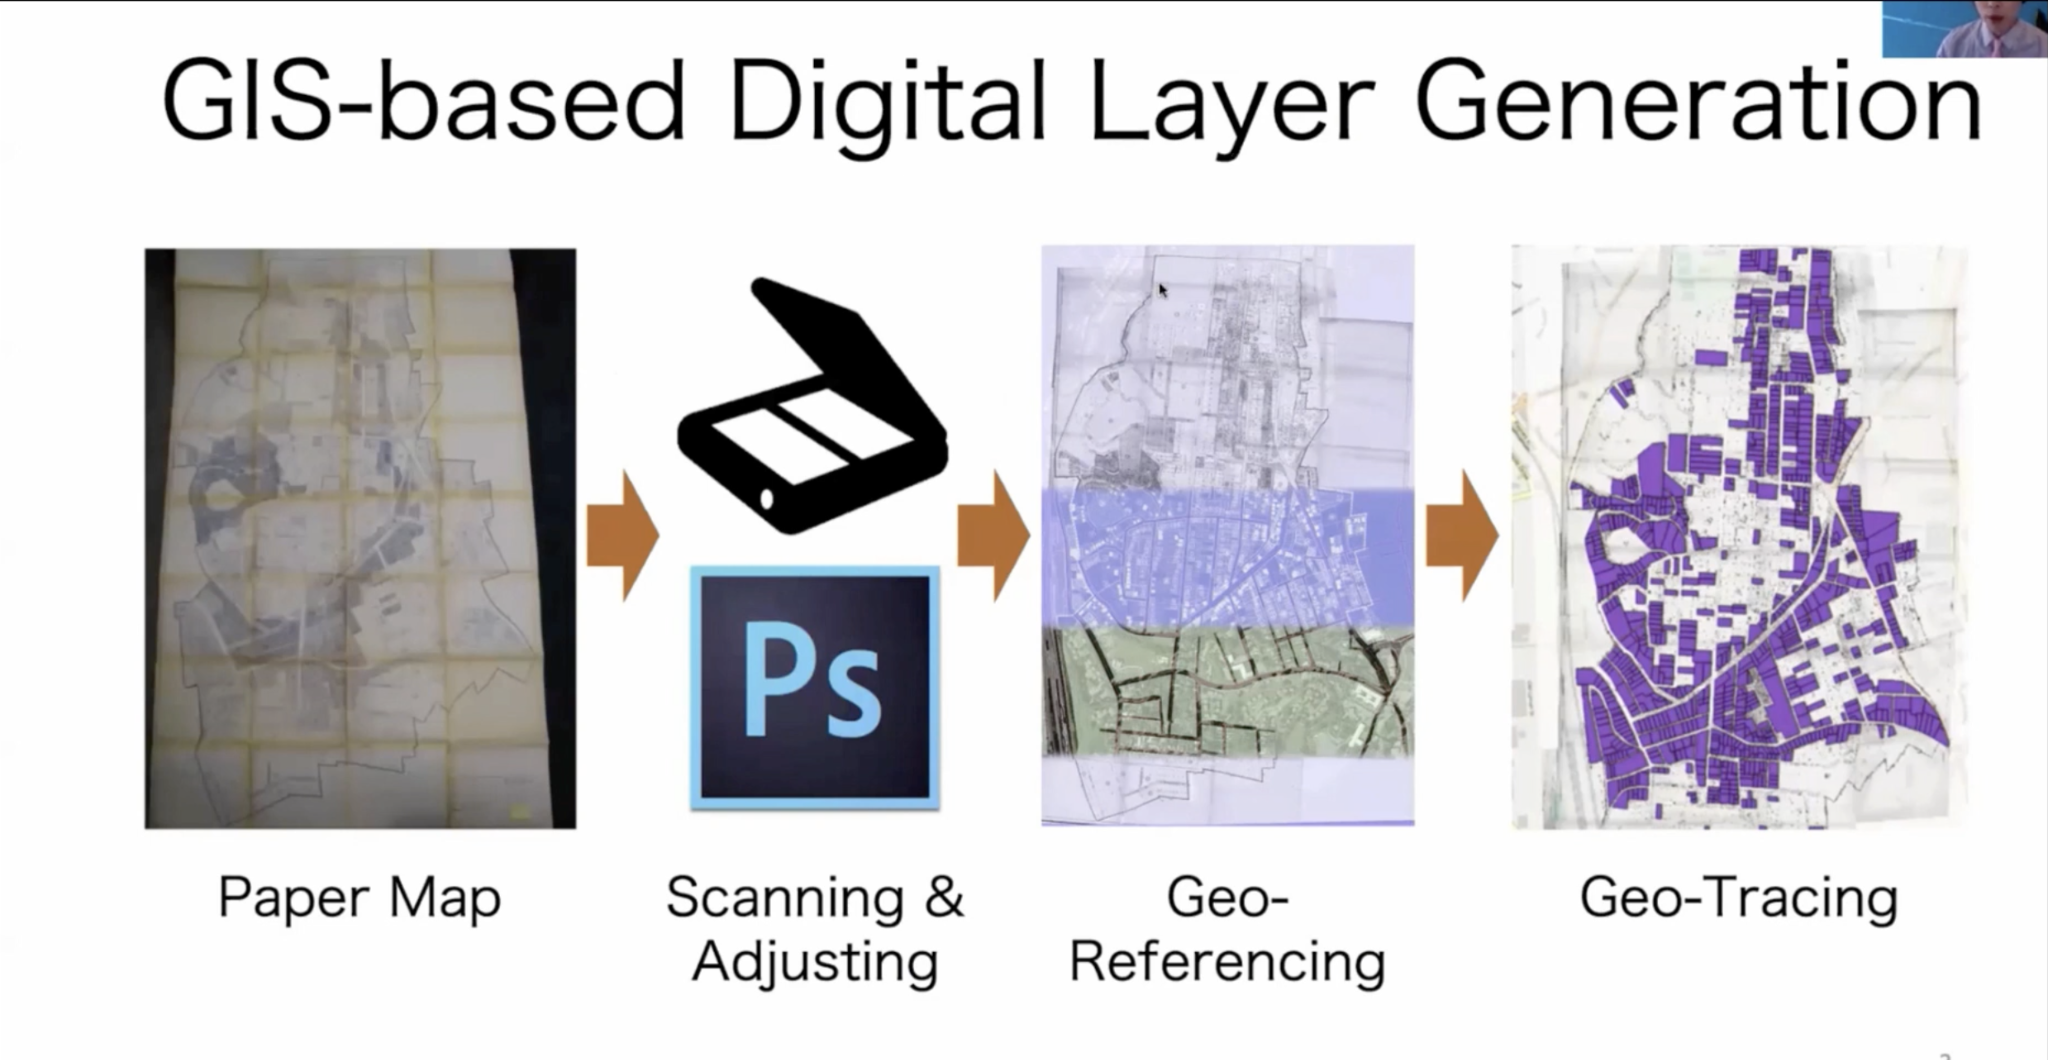 GIS-based Digital Layer Generation
Ps
Paper Map
Scanning &
Adjusting
Geo-
Referencing
Geo-Tracing